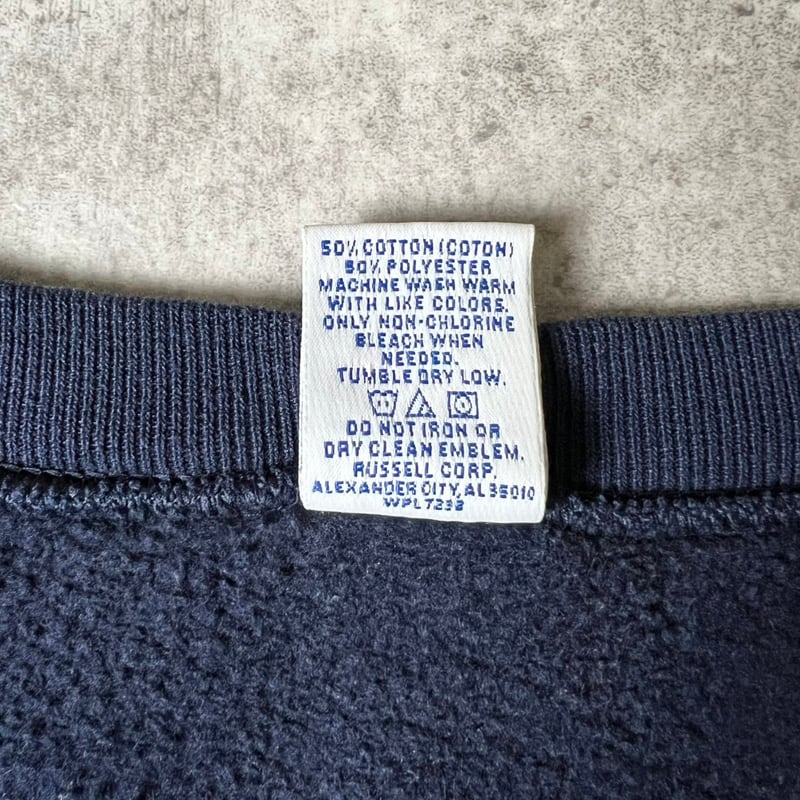 50% COTTON (COTON)
50% POLYESTER
MACHINE WASH WARM
WITH LIKE COLORS.
ONLY NON-CHLORINE
BLEACH WHEN
NEEDED.
TUMBLE DRY LOW.
DO NOT IRON OR
DRY CLEAN EMBLEM.
RUSSELL CORP.
ALEXANDER CITY, AL 35010
WPL 7238